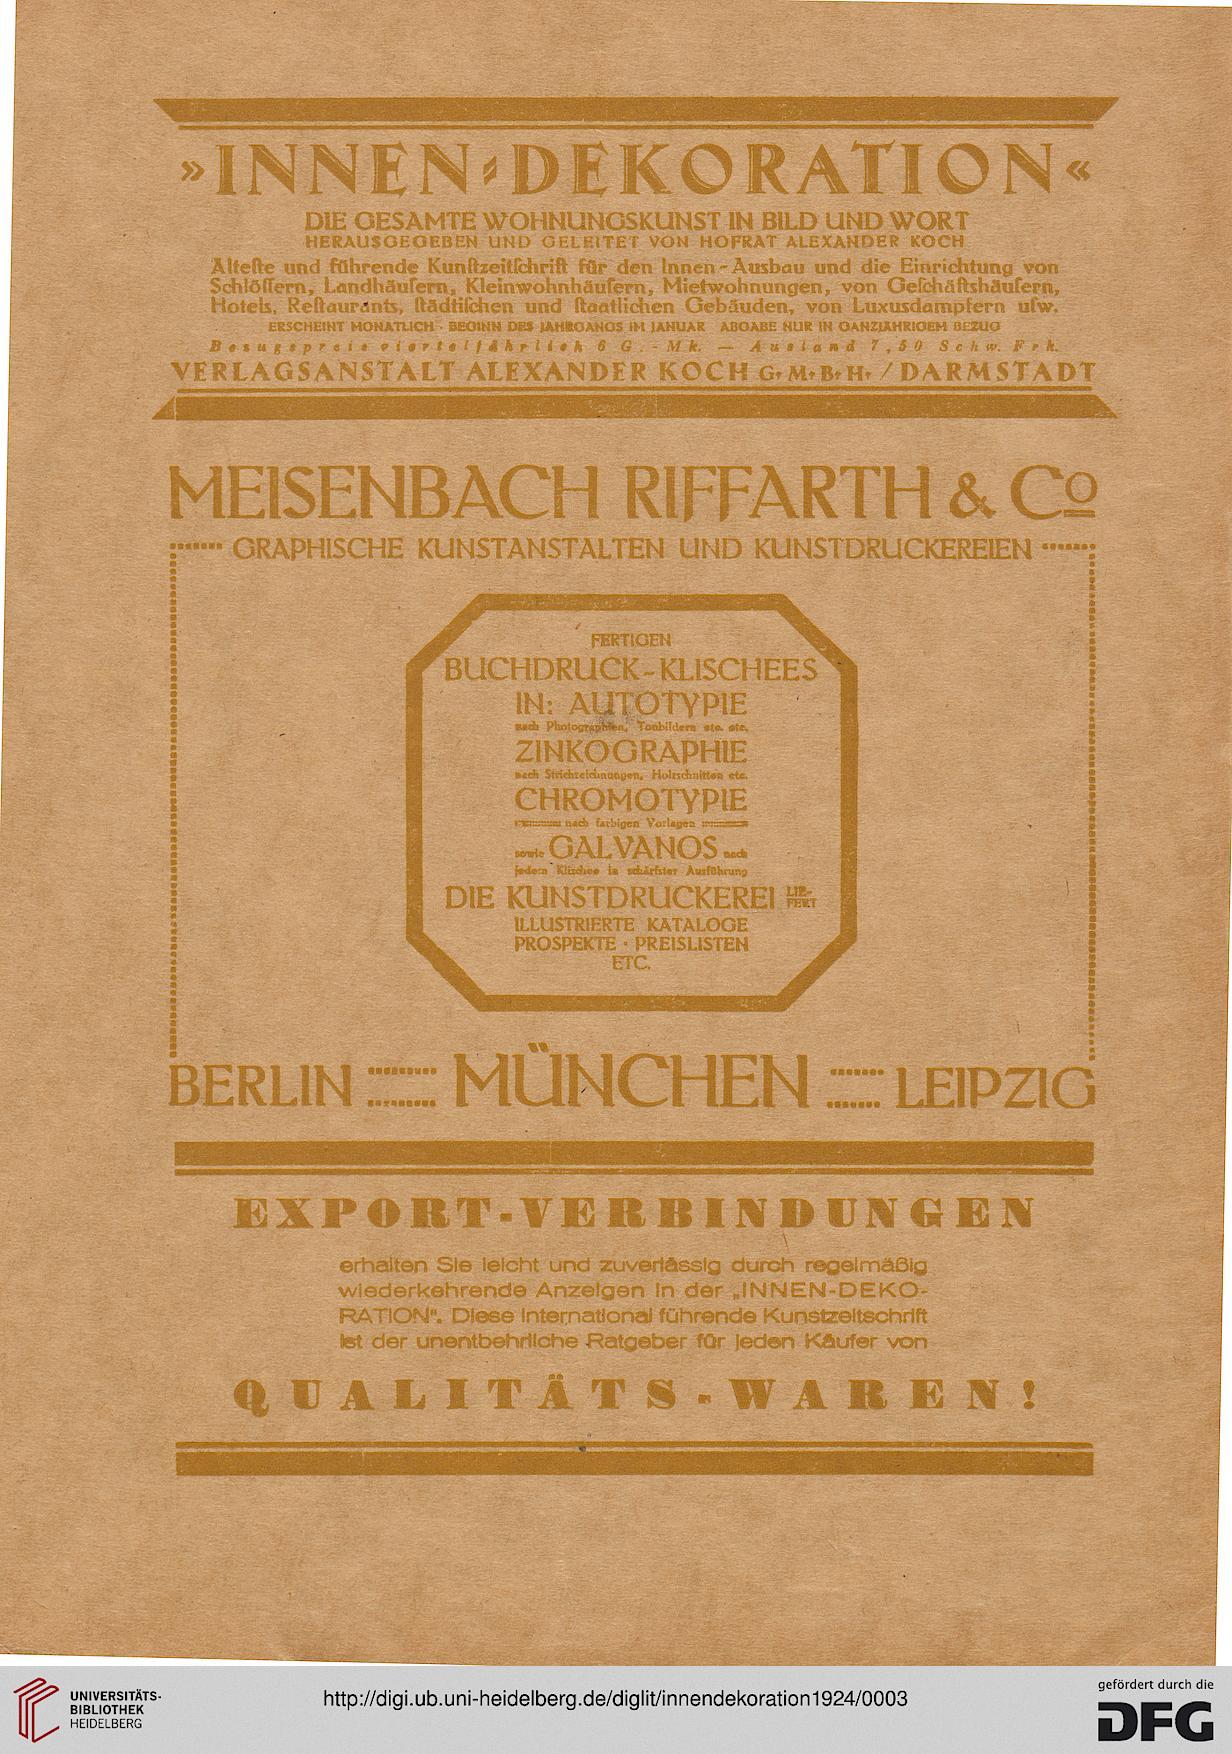 »INNEN-DEKORATION«
DIE GESAMTE WOHNUNGSKUNST IN BILD UND WORT
HERAUSGEGEBEN UND GELEITET VON HOFRAT ALEXANDER KOCH
Älteſte und führende Kunſtzeitſchrift für den Innen-Ausbau und die Einrichtung von
Schlöſſern, Landhäuſern, Kleinwohnhäuſern, Mietwohnungen, von Geſchäftshäuſern,
Hotels, Reſtaurants, ſtädtiſchen und ſtaatlichen Gebäuden, von Luxusdampfern uſw.
ERSCHEINT MONATLICH · BEGINN DES JAHRGANGS IM JANUAR ABGABE NUR IN GANZJÄHRIGEM BEZUG
Bezugspreis vierteljährlich 6 G.-Mk. — Ausland 7,50 Schw. Frk.
VERLAGSANSTALT ALEXANDER KOCH G·M·B·H· / DARMSTADT
MEISENBACH RIFFARTH & Co
GRAPHISCHE KUNSTANSTALTEN UND KUNSTDRUCKEREIEN
FERTIGEN
BUCHDRUCK-KLISCHEES
IN: AUTOTYPIE
nach Photographien, Tonbildern etc. etc.
ZINKOGRAPHIE
nach Strichzeichnungen, Holzschnitten etc.
CHROMOTYPIE
nach farbigen Vorlagen
sowie GALVANOS nach
jedem Klischee in schärfster Ausführung
DIE KUNSTDRUCKEREI LIE-
FERT
ILLUSTRIERTE KATALOGE
PROSPEKTE · PREISLISTEN
ETC.
BERLIN MÜNCHEN LEIPZIG
EXPORT-VERBINDUNGEN
erhalten Sie leicht und zuverlässig durch regelmäßig
wiederkehrende Anzeigen in der „INNEN-DEKO-
RATION". Diese international führende Kunstzeitschrift
ist der unentbehrliche Ratgeber für jeden Käufer von
QUALITÄTS-WAREN!
UNIVERSITÄTS-
BIBLIOTHEK
HEIDELBERG
http://digi.ub.uni-heidelberg.de/diglit/innendekoration1924/0003
gefördert durch die
DFG